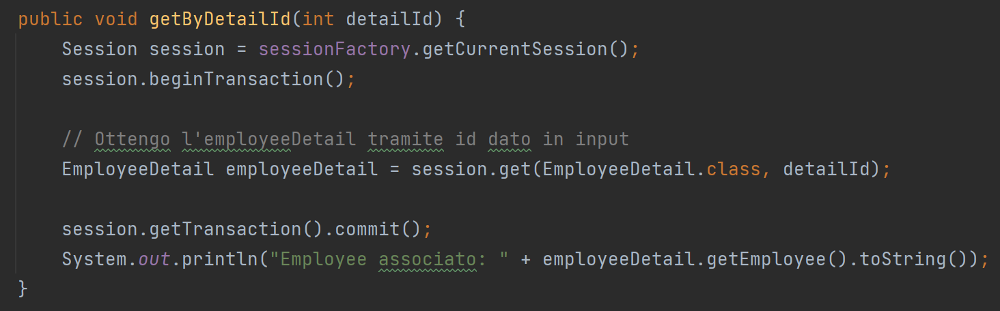 public void getByDetailId(int detailId) {
    Session session = sessionFactory.getCurrentSession();
    session.beginTransaction();
    // Ottengo l'employeeDetail tramite id dato in input
    EmployeeDetail employeeDetail = session.get(EmployeeDetail.class, detailId);
    session.getTransaction().commit();
    System.out.println("Employee associato: " + employeeDetail.getEmployee().toString());
}